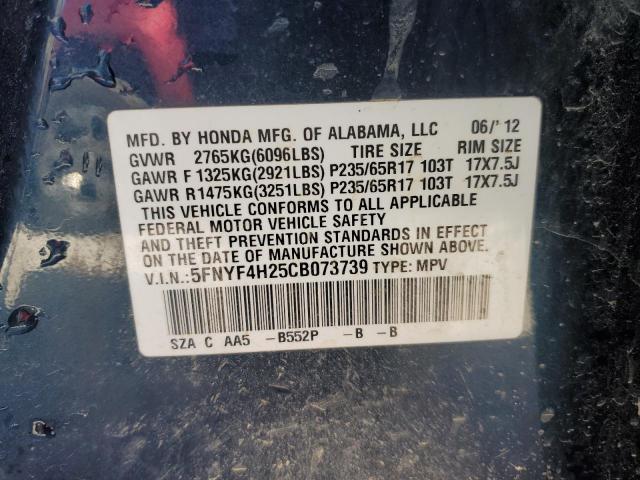 MFD. BY HONDA MFG. OF ALABAMA, LLC 06/'12
GVWR 2765KG(6096LBS) TIRE SIZE RIM SIZE
GAWR F 1325KG(2921LBS) P235/65R17 103T 17X7.5J
GAWR R 1475KG(3251LBS) P235/65R17 103T 17X7.5J
THIS VEHICLE CONFORMS TO ALL APPLICABLE
FEDERAL MOTOR VEHICLE SAFETY
AND THEFT PREVENTION STANDARDS IN EFFECT
ON THE DATE OF MANUFACTURE SHOWN ABOVE.
V.I.N.:5FNYF4H25CB073739 TYPE: MPV
SZA C AA5 -B552P -B -B